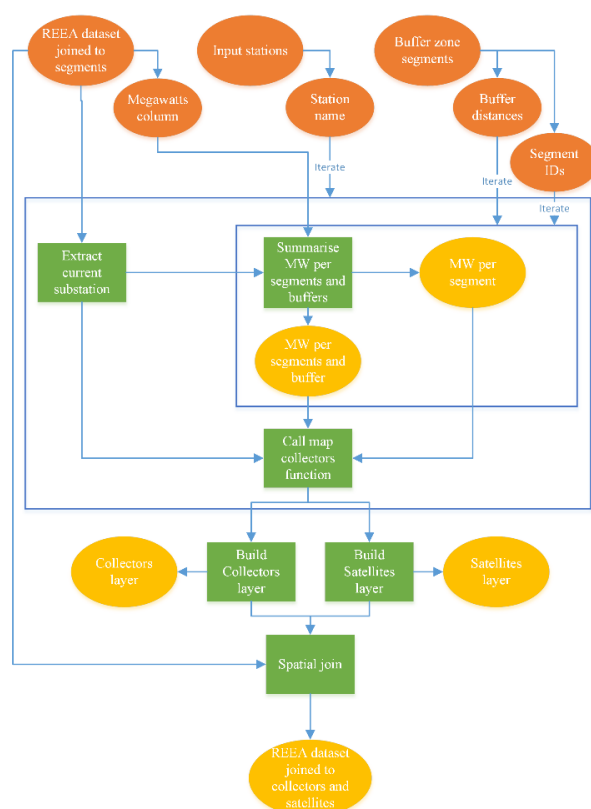 REEA dataset
joined to
segments
Input stations
Buffer zone
segments
Megawatts
column
Station
name
Buffer
distances
Segment
IDs
Iterate
Iterate
Iterate
Extract
current
substation
Summarise
MW per
segments and
buffers
MW per
segment
MW per
segments and
buffer
Call map
collectors
function
Collectors
layer
Build
Collectors
layer
Build
Satellites
layer
Satellites
layer
Spatial join
REEA dataset
joined to
collectors and
satellites